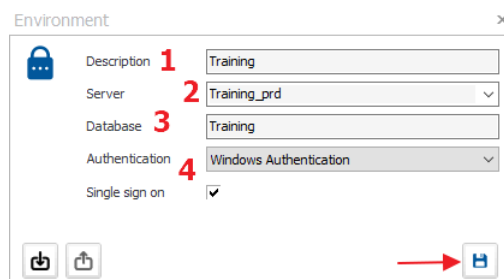 Environment
Description 1 Training
Server 2 Training_prd
Database 3 Training
Authentication 4 Windows Authentication
Single sign on